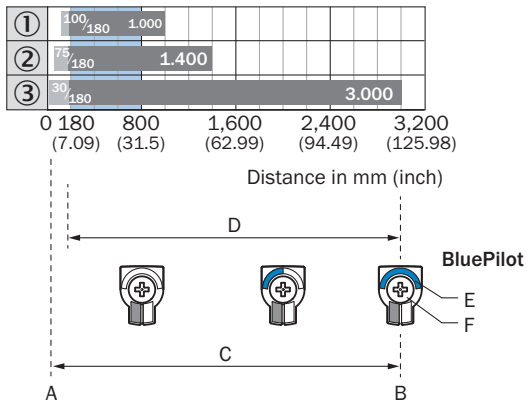 ① 100/180 1.000
② 75/180 1.400
③ 30/180 3.000
0 180 800 1,600 2,400 3,200
(7.09) (31.5) (62.99) (94.49) (125.98)
Distance in mm (inch)
D
BluePilot
E
F
C
A B